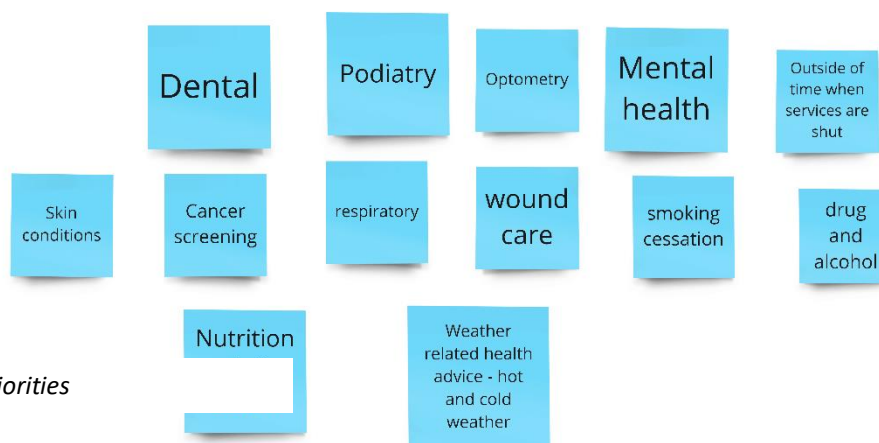 Dental
Podiatry
Optometry
Mental
health
Outside of
time when
services are
shut
Skin
conditions
Cancer
screening
respiratory
wound
care
smoking
cessation
drug
and
alcohol
Nutrition
Weather
related health
advice - hot
and cold
weather
iorities